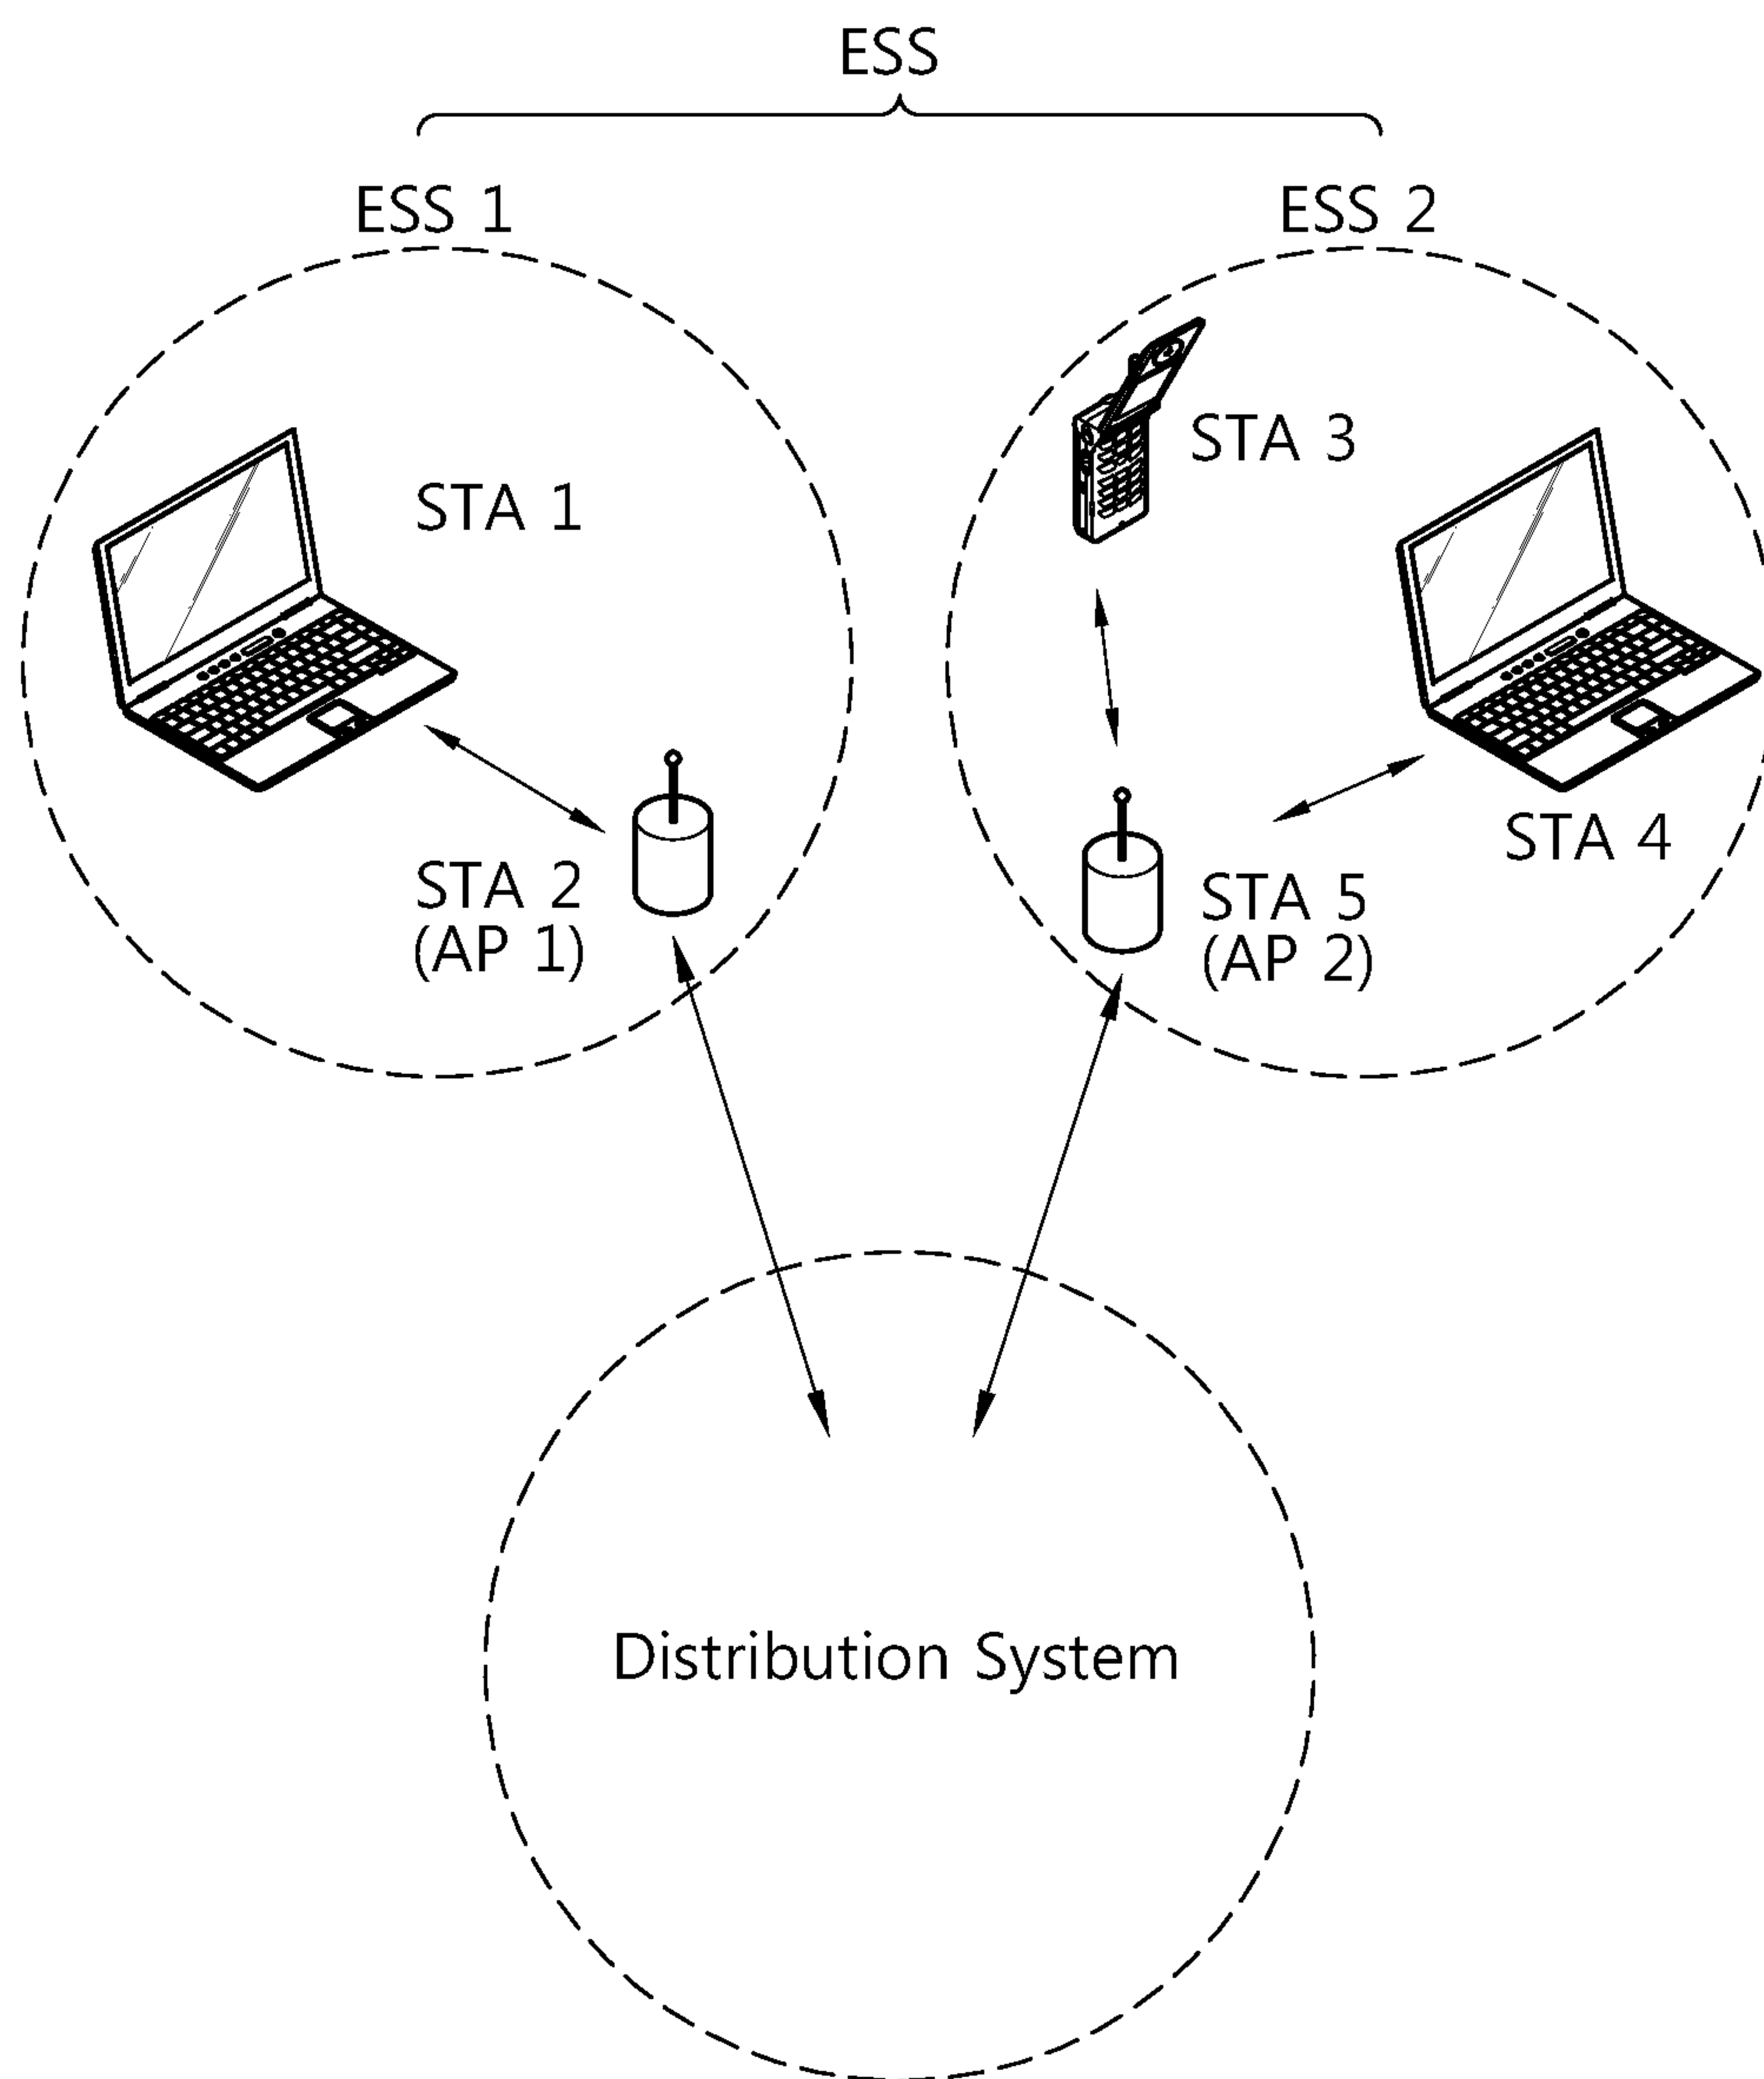 ESS
ESS 1
ESS 2
STA 1
STA 3
STA 2
(AP 1)
STA 5
(AP 2)
STA 4
Distribution System